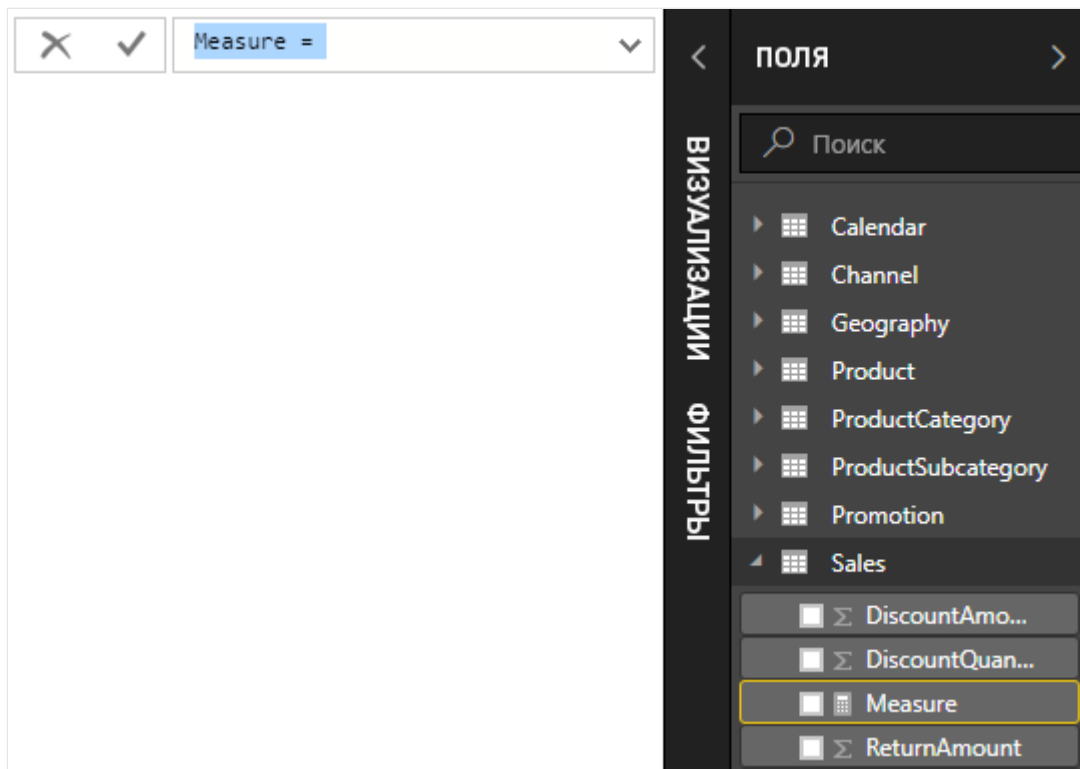 Measure =
ВИЗУАЛИЗАЦИИ
ФИЛЬТРЫ
ПОЛЯ
Поиск
Calendar
Channel
Geography
Product
ProductCategory
ProductSubcategory
Promotion
Sales
DiscountAmo...
DiscountQuan...
Measure
ReturnAmount